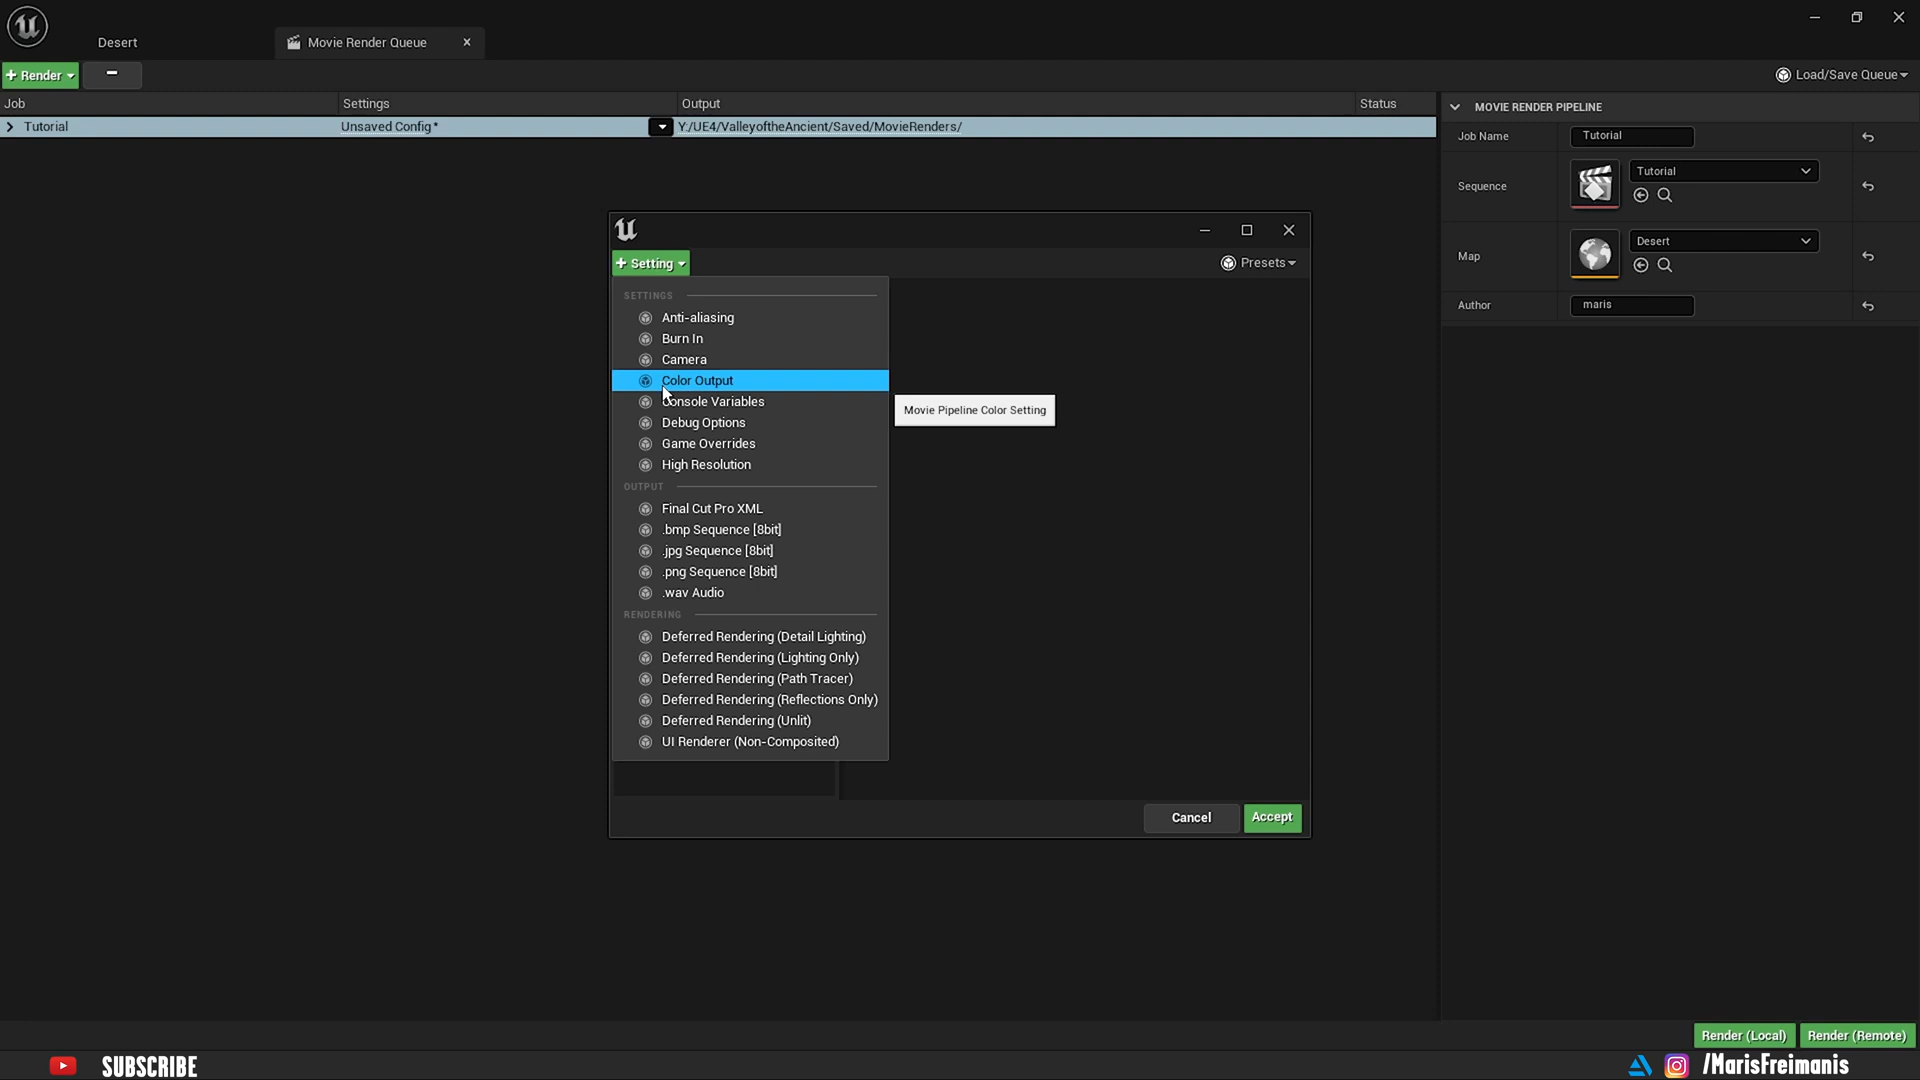 Desert
Movie Render Queue
Render
Load/Save Queue
Job
Settings
Output
Status
MOVIE RENDER PIPELINE
Tutorial
Unsaved Config*
Y:/UE4/ValleyoftheAncient/Saved/MovieRenders/
Job Name
Tutorial
Sequence
Tutorial
Map
Desert
Author
maris
Setting
Presets
SETTINGS
Anti-aliasing
Burn In
Camera
Color Output
Console Variables
Movie Pipeline Color Setting
Debug Options
Game Overrides
High Resolution
OUTPUT
Final Cut Pro XML
.bmp Sequence [8bit]
.jpg Sequence [8bit]
.png Sequence [8bit]
.wav Audio
RENDERING
Deferred Rendering (Detail Lighting)
Deferred Rendering (Lighting Only)
Deferred Rendering (Path Tracer)
Deferred Rendering (Reflections Only)
Deferred Rendering (Unlit)
UI Renderer (Non-Composited)
Cancel
Accept
Render (Local)
Render (Remote)
SUBSCRIBE
/MarisFreimanis